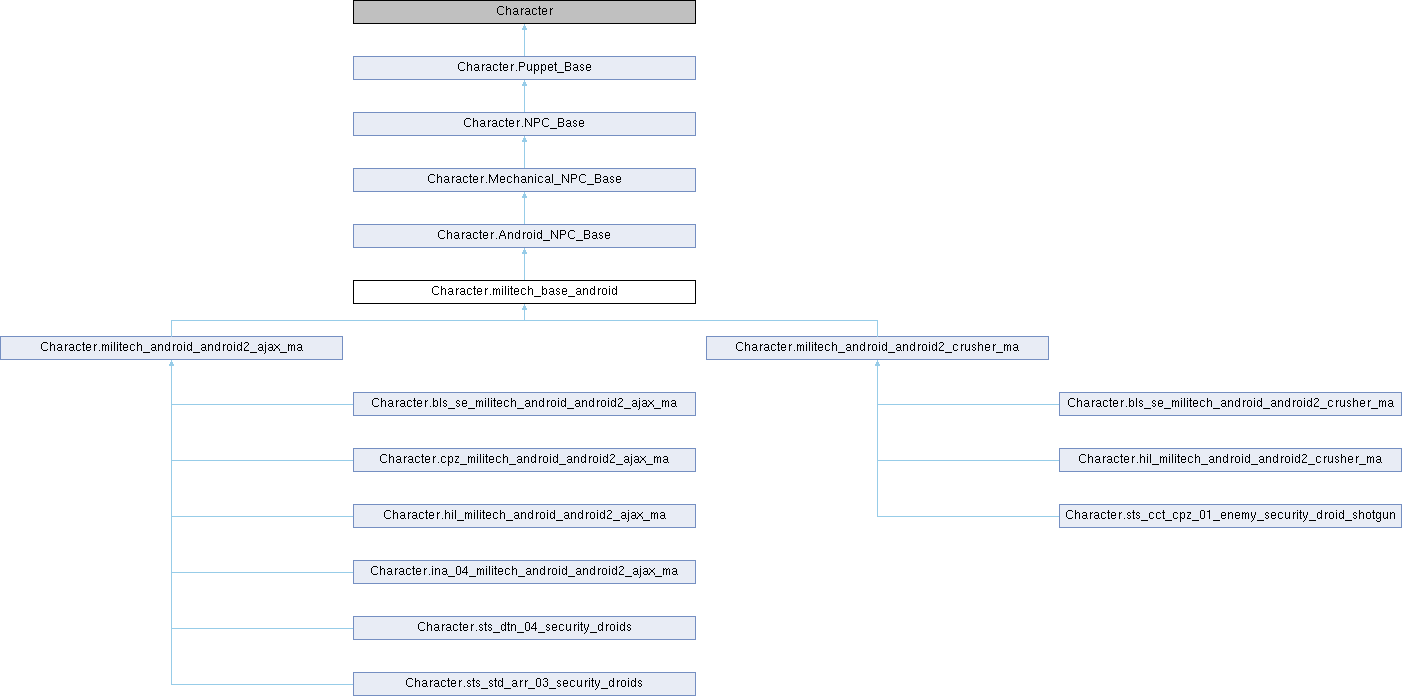 Character
Character.Puppet_Base
Character.NPC_Base
Character.Mechanical_NPC_Base
Character.Android_NPC_Base
Character.militech_base_android
Character.militech_android_android2_ajax_ma
Character.militech_android_android2_crusher_ma
Character.bls_se_militech_android_android2_ajax_ma
Character.bls_se_militech_android_android2_crusher_ma
Character.cpz_militech_android_android2_ajax_ma
Character.hil_militech_android_android2_crusher_ma
Character.hil_militech_android_android2_ajax_ma
Character.sts_cct_cpz_01_enemy_security_droid_shotgun
Character.ina_04_militech_android_android2_ajax_ma
Character.sts_dtn_04_security_droids
Character.sts_std_arr_03_security_droids